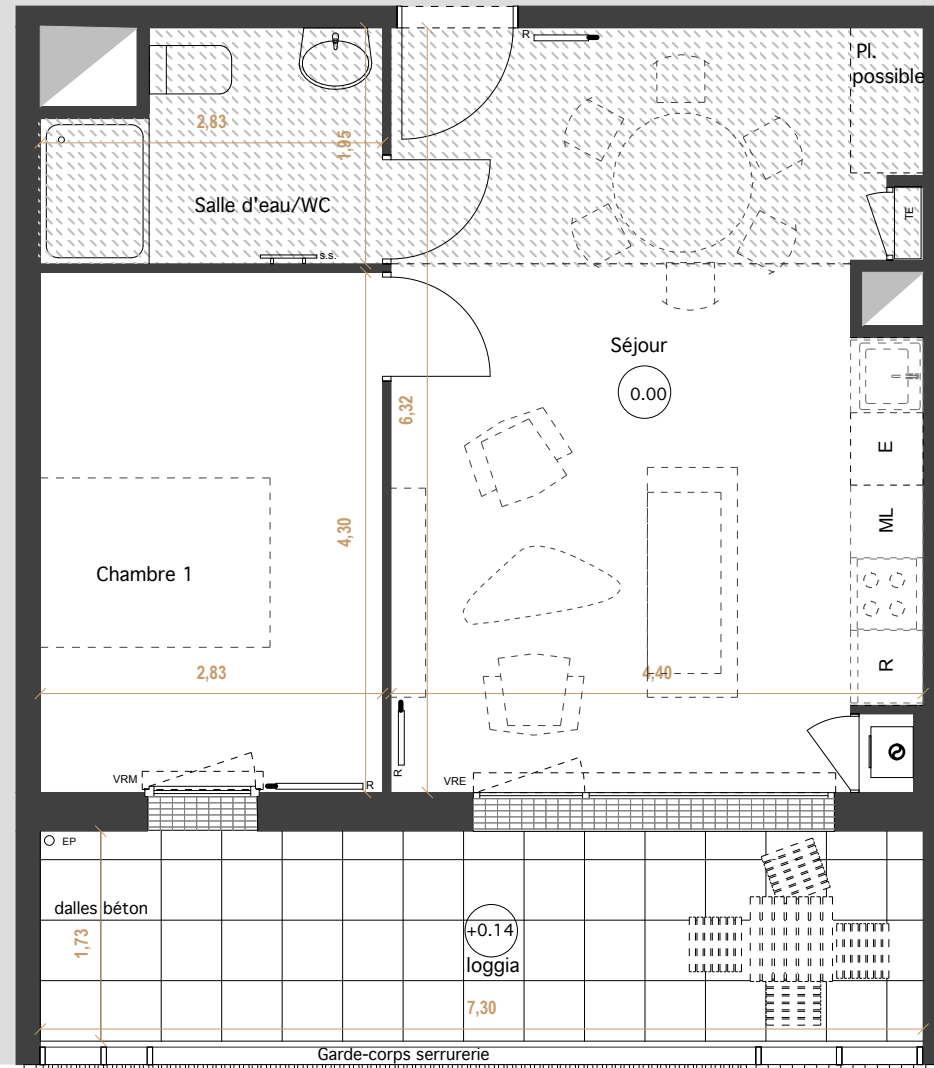 R
Pl.
possible
2,83
1,95
Salle d'eau/WC
TE
s.s.
Séjour
0.00
6,32
E
4,30
ML
Chambre 1
R
2,83
4,40
R
VRM
R
VRE
EP
dalles béton
+0.14
1,73
loggia
7,30
Garde-corps serrurerie